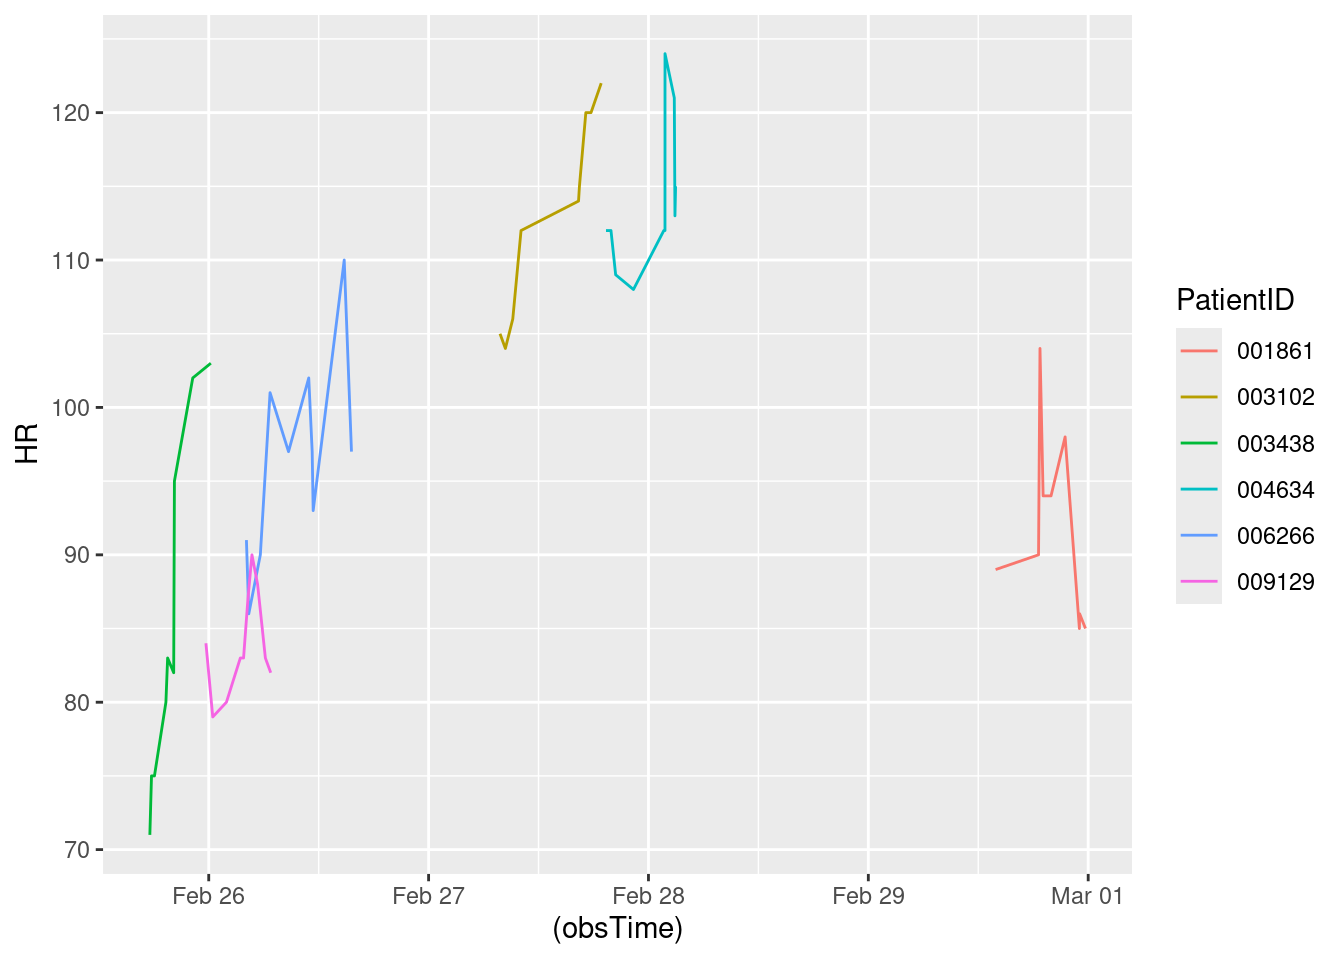 120
110
100
90
80
70
HR
Feb 26
Feb 27
Feb 28
Feb 29
Mar 01
(obsTime)
PatientID
001861
003102
003438
004634
006266
009129